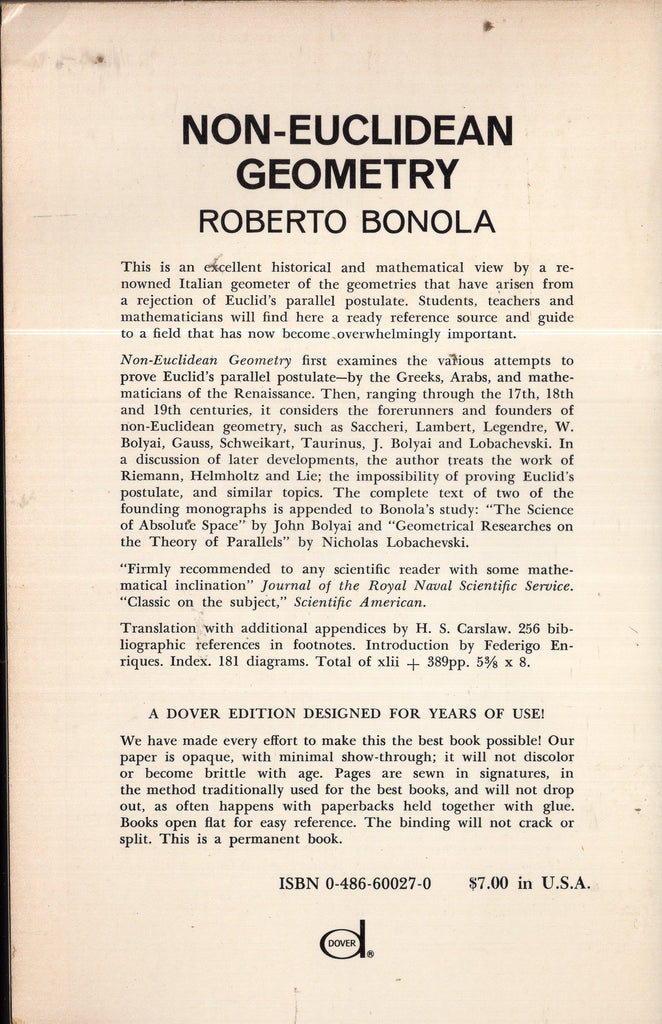 NON-EUCLIDEAN
GEOMETRY
ROBERTO BONOLA
This is an excellent historical and mathematical view by a re-
nowned Italian geometer of the geometries that have arisen from
a rejection of Euclid's parallel postulate. Students, teachers and
mathematicians will find here a ready reference source and guide
to a field that has now become overwhelmingly important.
Non-Euclidean Geometry first examines the various attempts to
prove Euclid's parallel postulate—by the Greeks, Arabs, and mathe-
maticians of the Renaissance. Then, ranging through the 17th, 18th
and 19th centuries, it considers the forerunners and founders of
non-Euclidean geometry, such as Saccheri, Lambert, Legendre, W.
Bolyai, Gauss, Schweikart, Taurinus, J. Bolyai and Lobachevski. In
a discussion of later developments, the author treats the work of
Riemann, Helmholtz and Lie; the impossibility of proving Euclid's
postulate, and similar topics. The complete text of two of the
founding monographs is appended to Bonola's study: "The Science
of Absolute Space" by John Bolyai and "Geometrical Researches on
the Theory of Parallels" by Nicholas Lobachevski.
"Firmly recommended to any scientific reader with some mathe-
matical inclination" Journal of the Royal Naval Scientific Service.
"Classic on the subject," Scientific American.
Translation with additional appendices by H. S. Carslaw. 256 bib-
liographic references in footnotes. Introduction by Federigo En-
riques. Index. 181 diagrams. Total of xlii + 389pp. 5⅜ x 8.
A DOVER EDITION DESIGNED FOR YEARS OF USE!
We have made every effort to make this the best book possible! Our
paper is opaque, with minimal show-through; it will not discolor
or become brittle with age. Pages are sewn in signatures, in
the method traditionally used for the best books, and will not drop
out, as often happens with paperbacks held together with glue.
Books open flat for easy reference. The binding will not crack or
split. This is a permanent book.
ISBN 0-486-60027-0 $7.00 in U.S.A.
DOVER ®